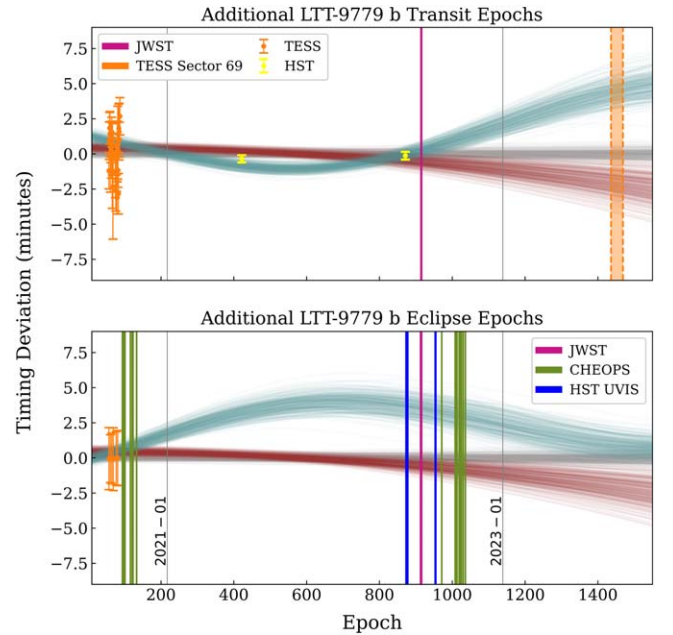 Additional LTT-9779 b Transit Epochs
JWST
TESS Sector 69
TESS
HST
7.5
5.0
2.5
0.0
−2.5
−5.0
−7.5
Timing Deviation (minutes)
Additional LTT-9779 b Eclipse Epochs
JWST
CHEOPS
HST UVIS
7.5
5.0
2.5
0.0
−2.5
−5.0
−7.5
2021 − 01
2023 − 01
200 400 600 800 1000 1200 1400
Epoch